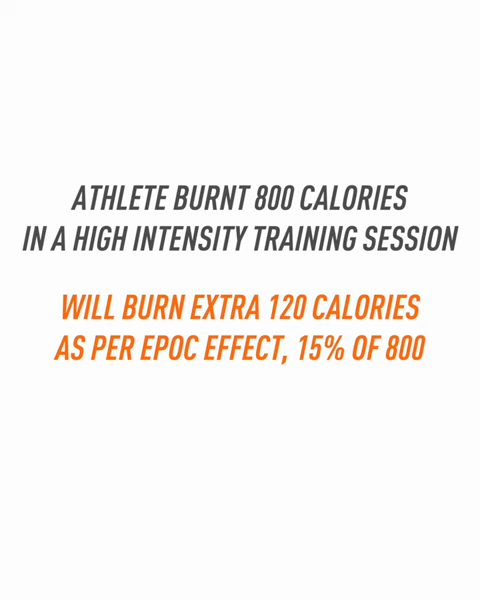 ATHLETE BURNT 800 CALORIES
IN A HIGH INTENSITY TRAINING SESSION
WILL BURN EXTRA 120 CALORIES
AS PER EPOC EFFECT, 15% OF 800